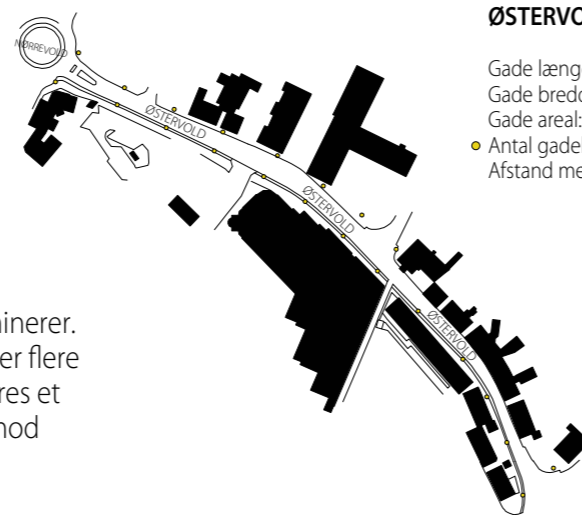 NØRREVOLD
ØSTERVOLD
ØSTERVOLD
ØSTERVOLD
ØSTERVO
Gade læng
Gade bredd
Gade areal:
Antal gadel
Afstand me
ninerer.
er flere
res et
nod